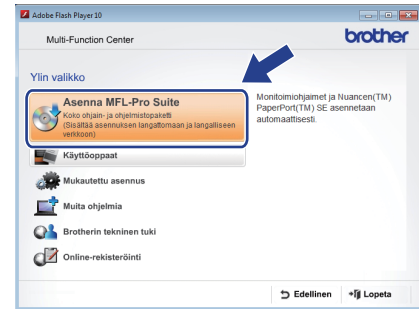 Adobe Flash Player 10
Multi-Function Center
brother
Ylin valikko
Asenna MFL-Pro Suite
Koko ohjain- ja ohjelmistopaketti
(Sisältää asennuksen langattomaan ja langalliseen
verkkoon)
Monitoimiohjaimet ja Nuancen(TM)
PaperPort(TM) SE asennetaan
automaattisesti.
Käyttöoppaat
Mukautettu asennus
Muita ohjelmia
Brotherin tekninen tuki
Online-rekisteröinti
Edellinen
Lopeta